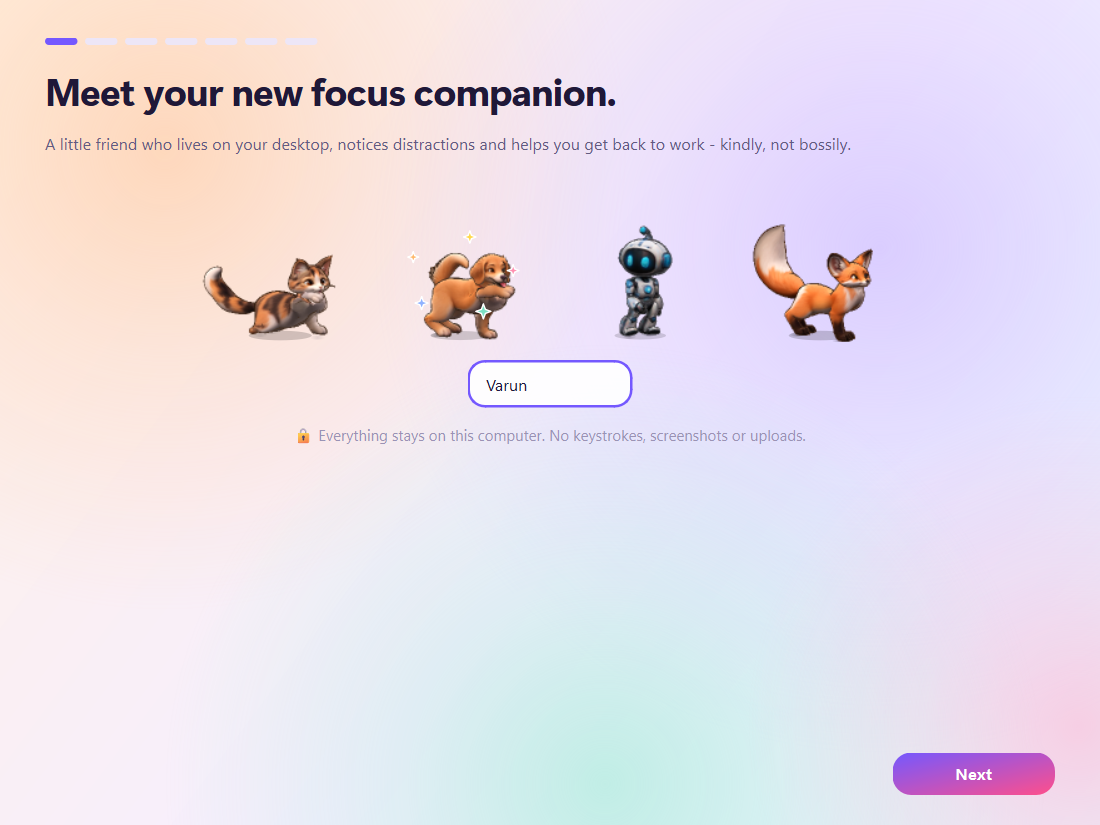 Meet your new focus companion.
A little friend who lives on your desktop, notices distractions and helps you get back to work - kindly, not bossily.
Varun
🔒 Everything stays on this computer. No keystrokes, screenshots or uploads.
Next